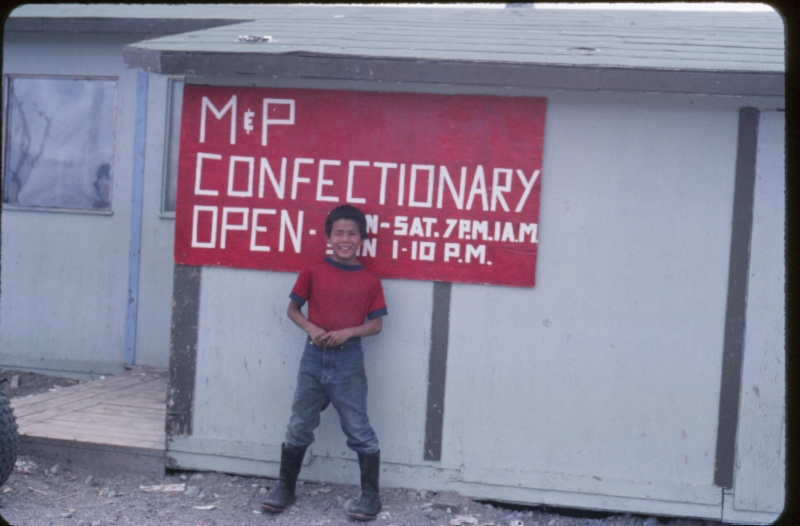 M & P
CONFECTIONARY
OPEN - N-SAT. 7P.M.1A.M.
N 1-10 P.M.